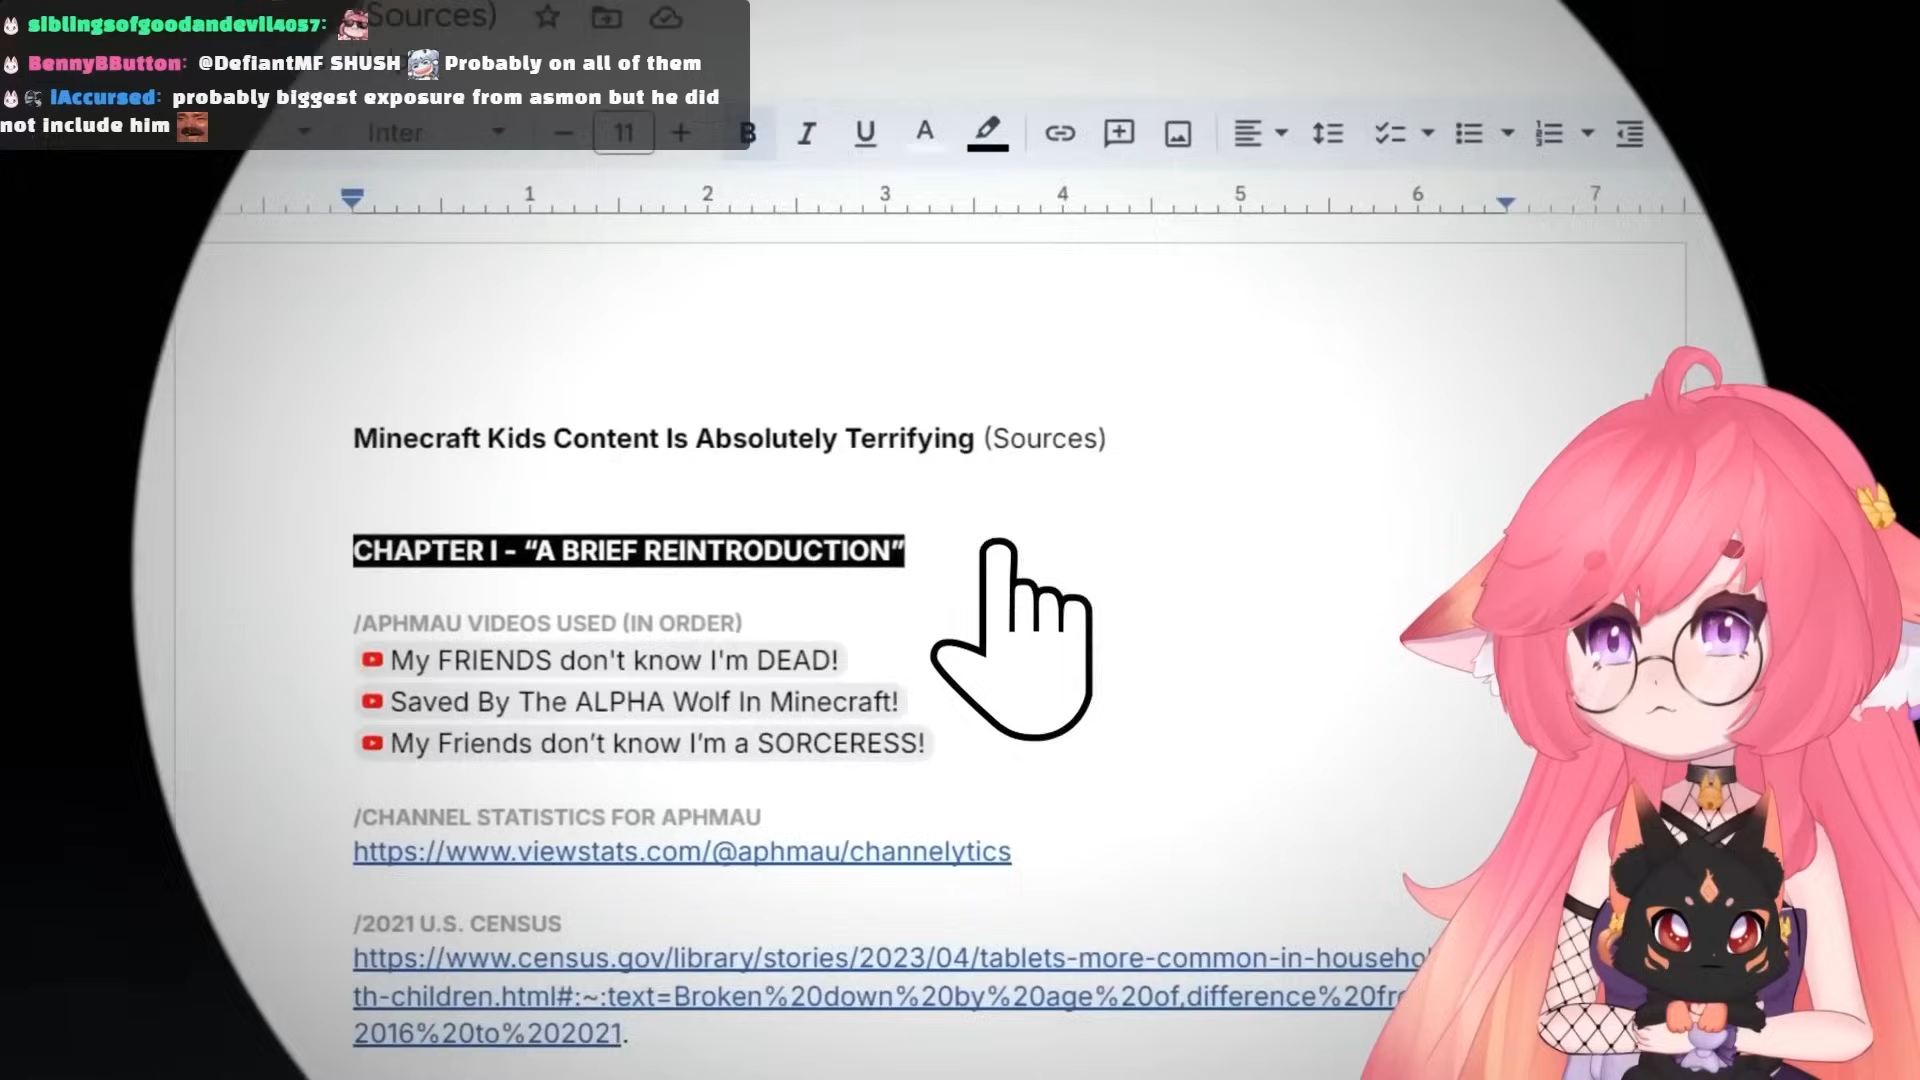 siblingsofgoodandevil4057:
BennyBButton: @DefiantMF SHUSH Probably on all of them
iAccursed: probably biggest exposure from asmon but he did
not include him
(Sources)
Inter
11
B I U A
1 2 3 4 5 6 7
Minecraft Kids Content Is Absolutely Terrifying (Sources)
CHAPTER I - “A BRIEF REINTRODUCTION”
/APHMAU VIDEOS USED (IN ORDER)
My FRIENDS don't know I'm DEAD!
Saved By The ALPHA Wolf In Minecraft!
My Friends don’t know I’m a SORCERESS!
/CHANNEL STATISTICS FOR APHMAU
https://www.viewstats.com/@aphmau/channelytics
/2021 U.S. CENSUS
https://www.census.gov/library/stories/2023/04/tablets-more-common-in-househo
th-children.html#:~:text=Broken%20down%20by%20age%20of,difference%20fr
2016%20to%202021.